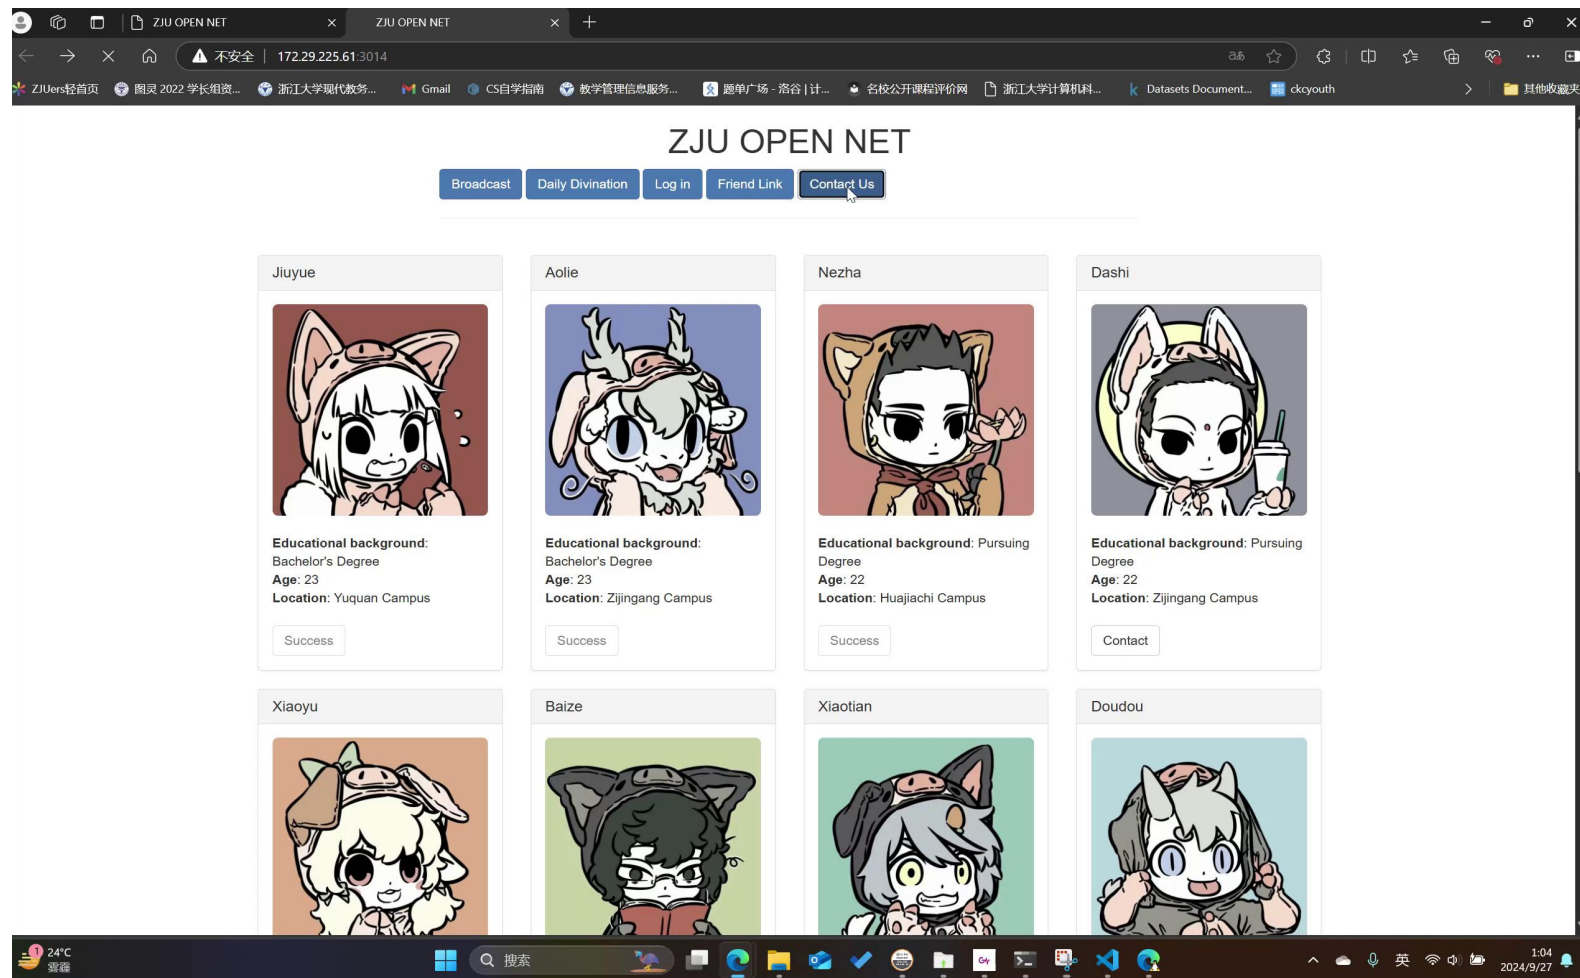 ZJU OPEN NET
ZJU OPEN NET
不安全 172.29.225.61:3014
ZJUers轻首页 图灵 2022 学长组资... 浙江大学现代教务... Gmail CS自学指南 教学管理信息服务... 题单广场 - 洛谷 | 计... 名校公开课程评价网 浙江大学计算机科... Datasets Document... ckcyouth 其他收藏夹
ZJU OPEN NET
Broadcast Daily Divination Log in Friend Link Contact Us
Jiuyue
Educational background:
Bachelor's Degree
Age: 23
Location: Yuquan Campus
Success
Aolie
Educational background:
Bachelor's Degree
Age: 23
Location: Zijingang Campus
Success
Nezha
Educational background: Pursuing
Degree
Age: 22
Location: Huajiachi Campus
Success
Dashi
Educational background: Pursuing
Degree
Age: 22
Location: Zijingang Campus
Contact
Xiaoyu
Baize
Xiaotian
Doudou
1
24°C
雾霾
搜索
英
1:04
2024/9/27